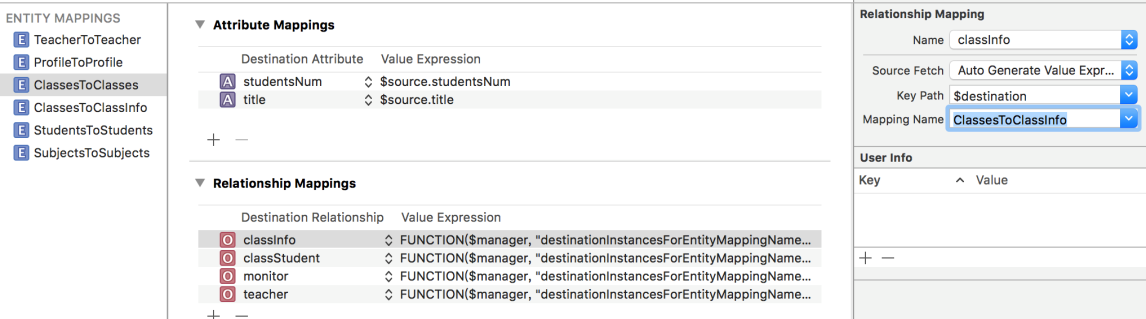 ENTITY MAPPINGS
E TeacherToTeacher
E ProfileToProfile
E ClassesToClasses
E ClassesToClassInfo
E StudentsToStudents
E SubjectsToSubjects
Attribute Mappings
Destination Attribute Value Expression
A studentsNum $source.studentsNum
A title $source.title
Relationship Mappings
Destination Relationship Value Expression
O classInfo FUNCTION($manager, "destinationInstancesForEntityMappingName...
O classStudent FUNCTION($manager, "destinationInstancesForEntityMappingName...
O monitor FUNCTION($manager, "destinationInstancesForEntityMappingName...
O teacher FUNCTION($manager, "destinationInstancesForEntityMappingName...
Relationship Mapping
Name classInfo
Source Fetch Auto Generate Value Expr...
Key Path $destination
Mapping Name ClassesToClassInfo
User Info
Key Value